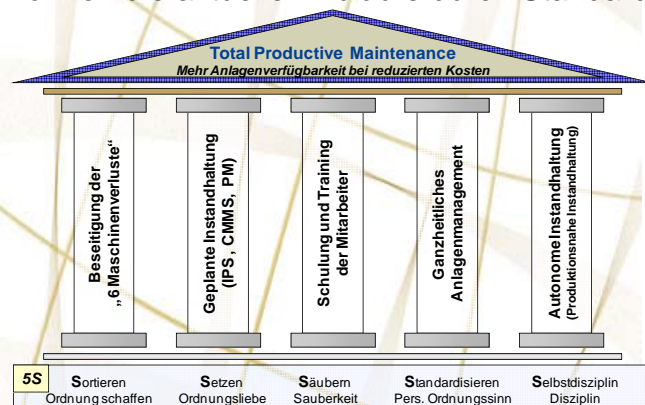 Total Productive Maintenance
Mehr Anlagenverfügbarkeit bei reduzierten Kosten
Beseitigung der
„6 Maschinenverluste“
Geplante Instandhaltung
(IPS , CMMS, PM)
Schulung und Training
der Mitarbeiter
Ganzheitliches
Anlagenmanagement
Autonome Instandhaltung
(Produktionsnahe Instandhaltung)
5S
Sortieren
Ordnung schaffen
Setzen
Ordnungsliebe
Säubern
Sauberkeit
Standardisieren
Pers. Ordnungssinn
Selbstdisziplin
Disziplin